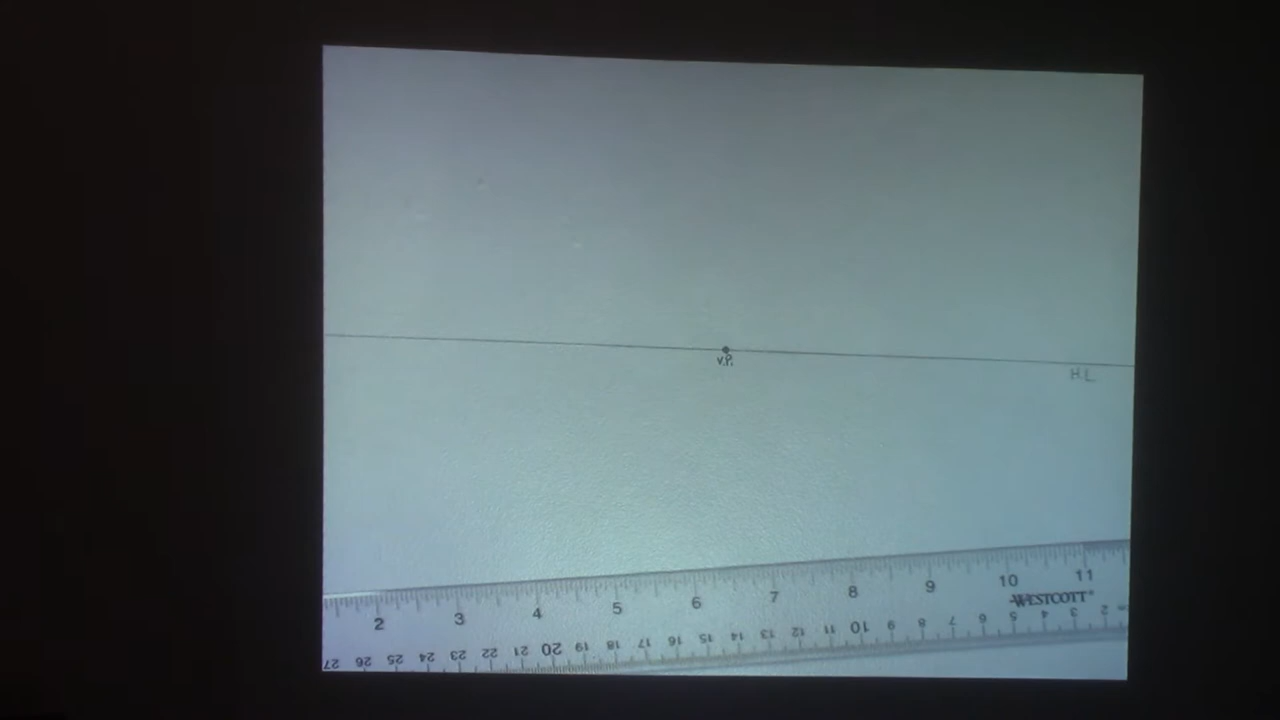 V.P.
H.L
2 3 4 5 6 7 8 9 10 11
WESTCOTT®
27 26 25 24 23 22 21 20 19 18 17 16 15 14 13 12 11 10 9 8 7 6 5 4 3 2